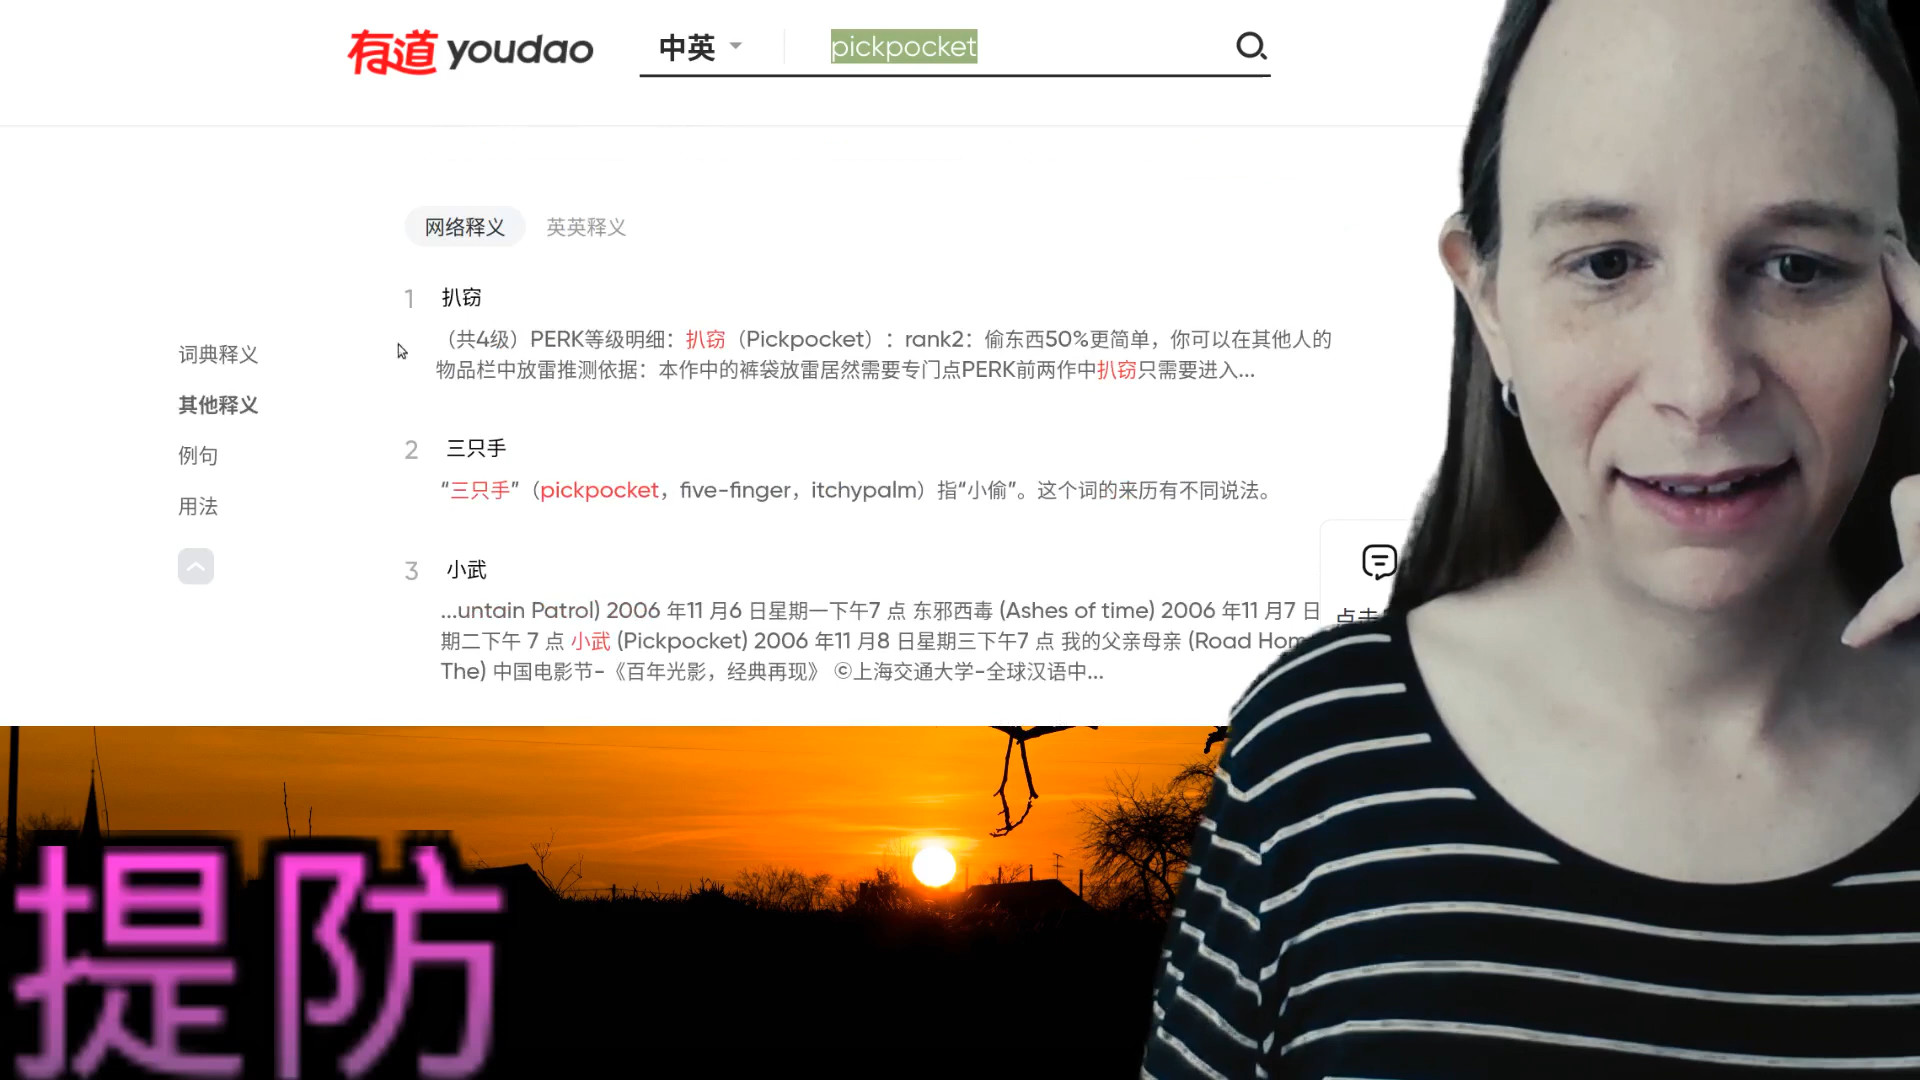 有道 youdao
中英
pickpocket
网络释义
英英释义
1 扒窃
（共4级）PERK等级明细：扒窃（Pickpocket）：rank2：偷东西50%更简单，你可以在其他人的
物品栏中放雷推测依据：本作中的裤袋放雷居然需要专门点PERK前两作中扒窃只需要进入...
词典释义
其他释义
例句
用法
2 三只手
“三只手”（pickpocket，five-finger，itchypalm）指“小偷”。这个词的来历有不同说法。
3 小武
...untain Patrol) 2006 年11 月6 日星期一下午7 点 东邪西毒 (Ashes of time) 2006 年11 月7 日
期二下午 7 点 小武 (Pickpocket) 2006 年11 月8 日星期三下午7 点 我的父亲母亲 (Road Hom
The) 中国电影节-《百年光影，经典再现》 ©上海交通大学-全球汉语中...
点击
提防